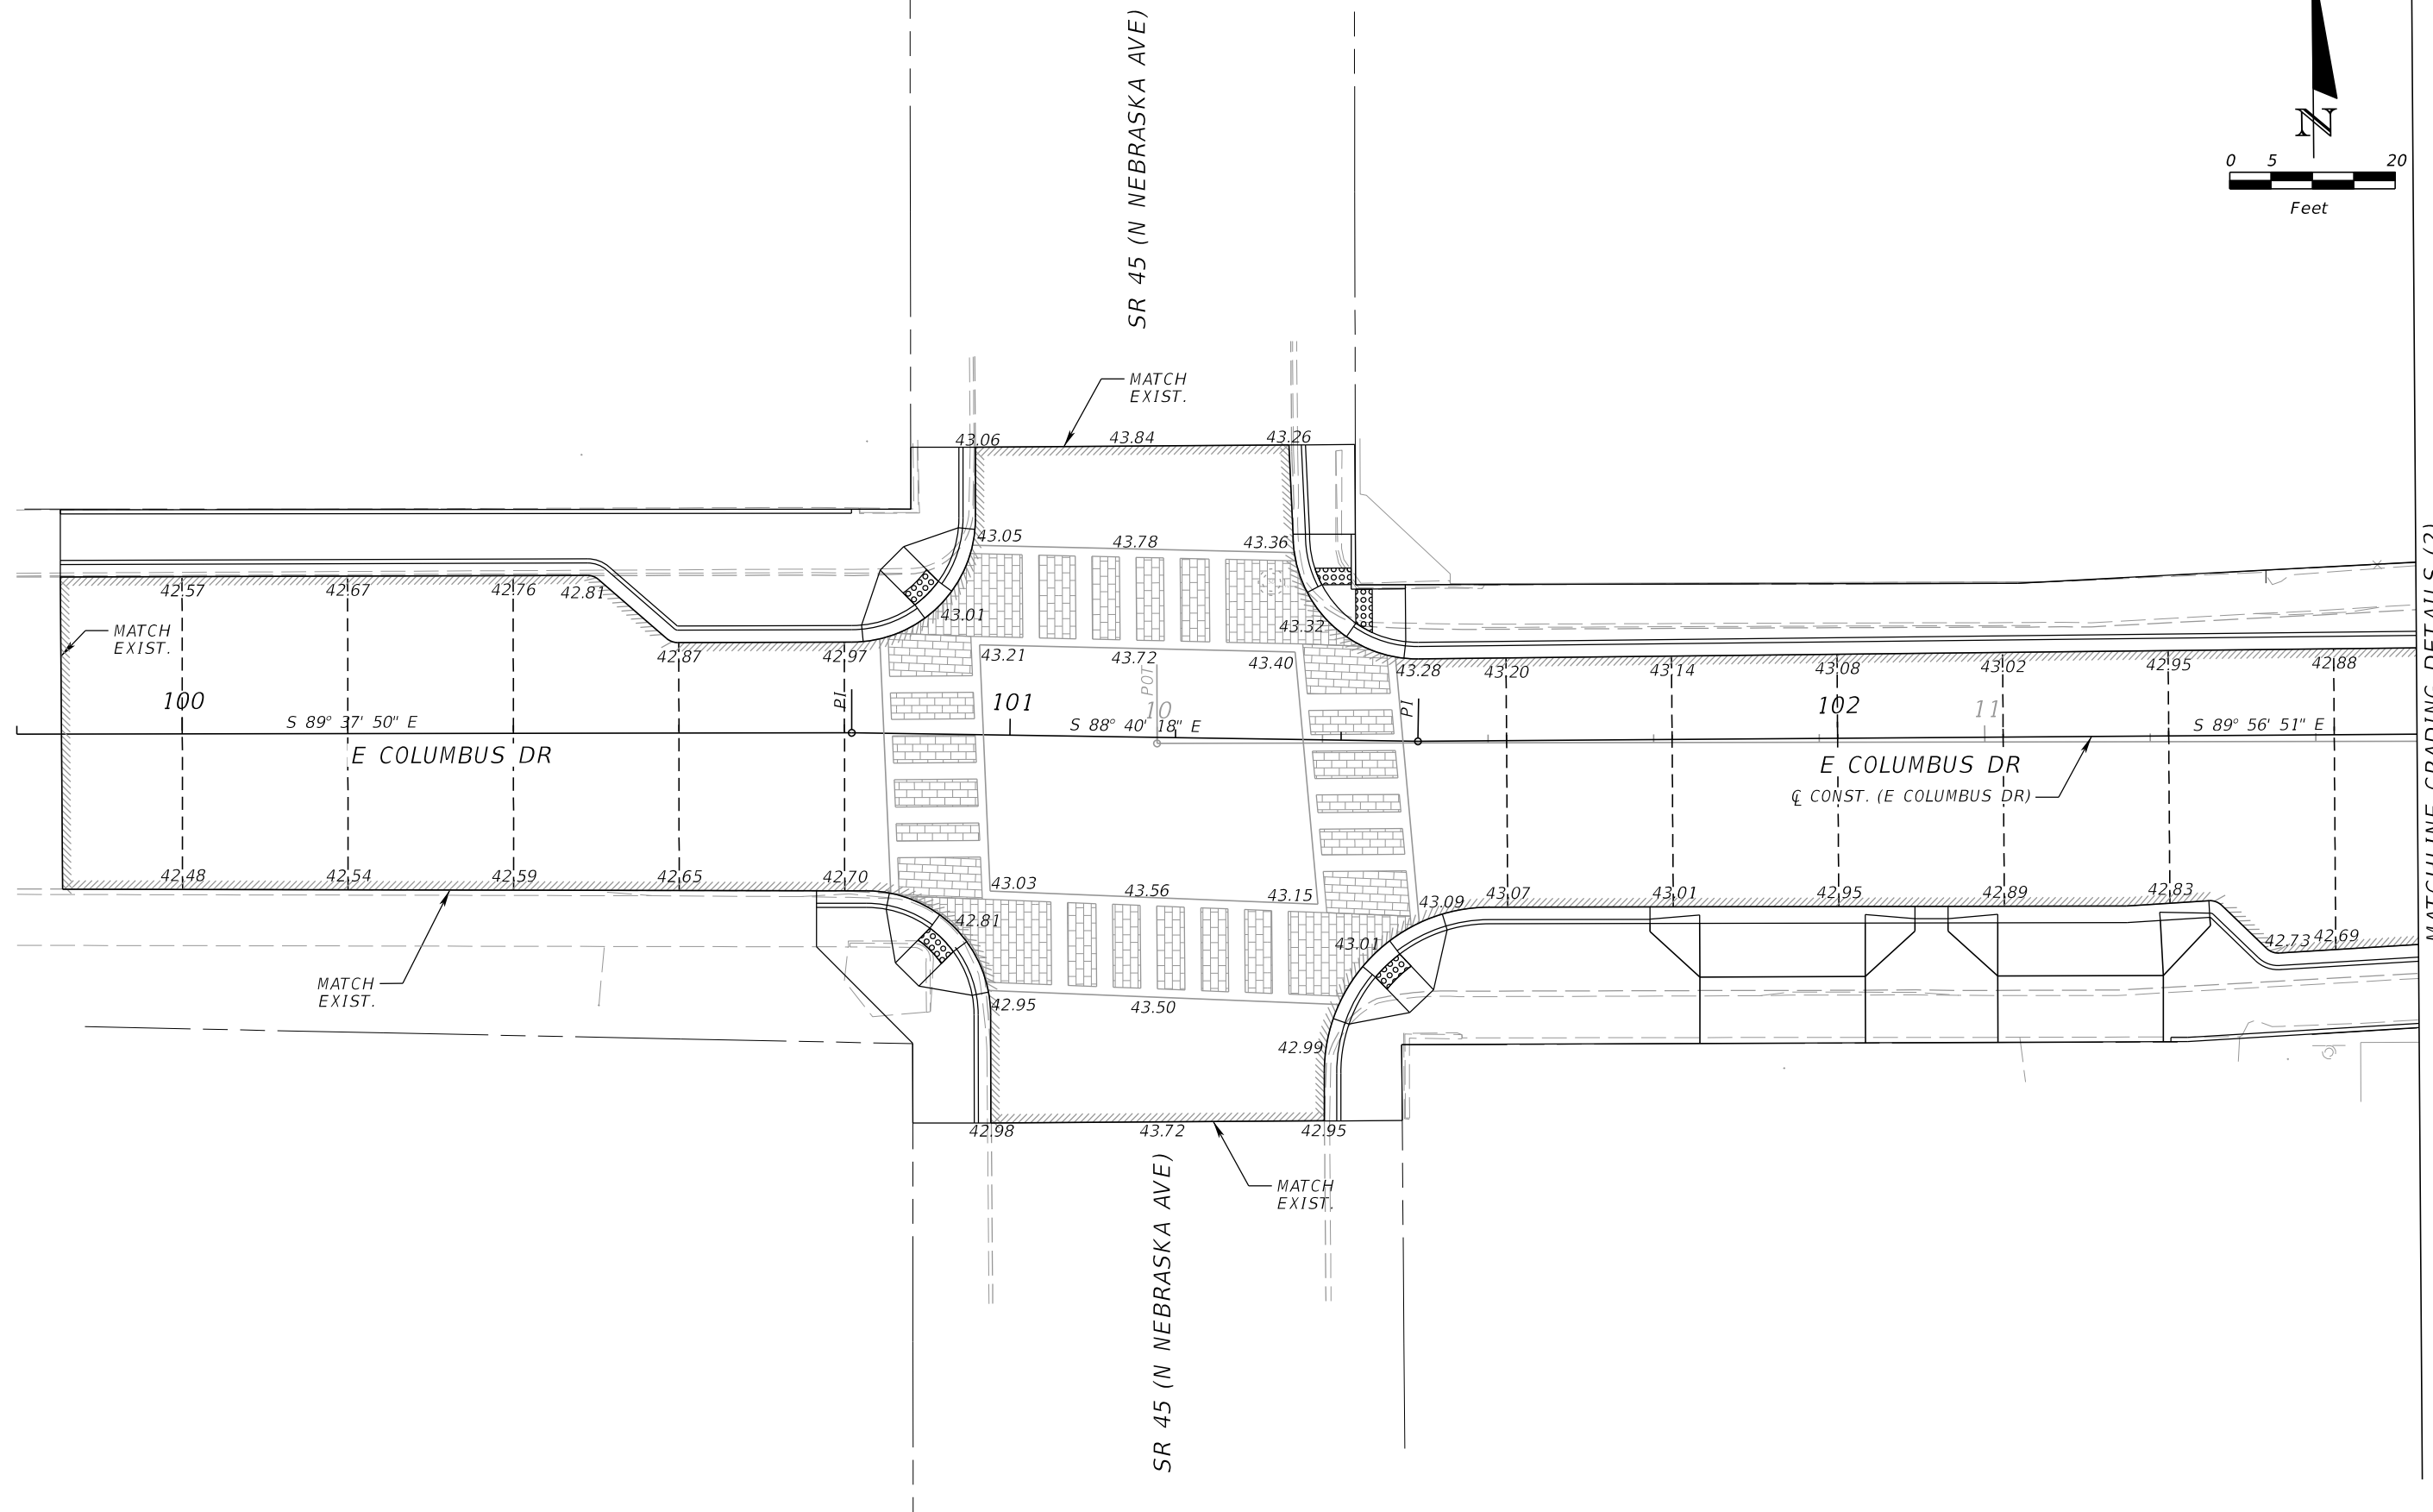 SR 45 (N NEBRASKA AVE)
N
0 5 20
Feet
MATCH
EXIST.
43.06 43.84 43.26
43.05 43.78 43.36
42.57 42.67 42.76 42.81
43.01 43.32
MATCH
EXIST.
42.87 42.97 43.21 43.72 43.40 43.28 43.20 43.14 43.08 43.02 42.95 42.88
POT
100 PI 101 10 PI 102 11
S 89° 37' 50" E S 88° 40' 18" E S 89° 56' 51" E
E COLUMBUS DR E COLUMBUS DR
℄ CONST. (E COLUMBUS DR)
MATCHLINE GRADING DETAILS (2)
42.48 42.54 42.59 42.65 42.70 43.03 43.56 43.15 43.09 43.07 43.01 42.95 42.89 42.83
42.81 43.01 42.73 42.69
MATCH
EXIST.
42.95 43.50
42.99
42.98 43.72 42.95
MATCH
EXIST.
SR 45 (N NEBRASKA AVE)